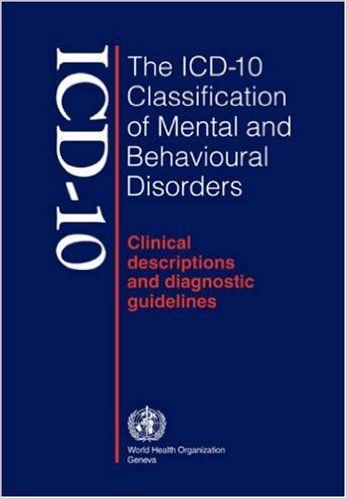 ICD-10
The ICD-10
Classification
of Mental and
Behavioural
Disorders
Clinical
descriptions
and diagnostic
guidelines
World Health Organization
Geneva